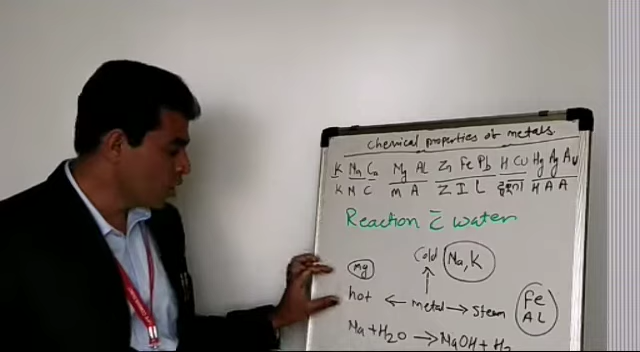 Chemical properties of metals.
K Na Ca Mg AL Zn Fe Pb H Cu Hg Ag Au
K M C M A Z I L H A A
Reaction c̄ water
Cold Na, K
mg
hot ← metal → Steam Fe AL
Na + H2O → NaOH + H2